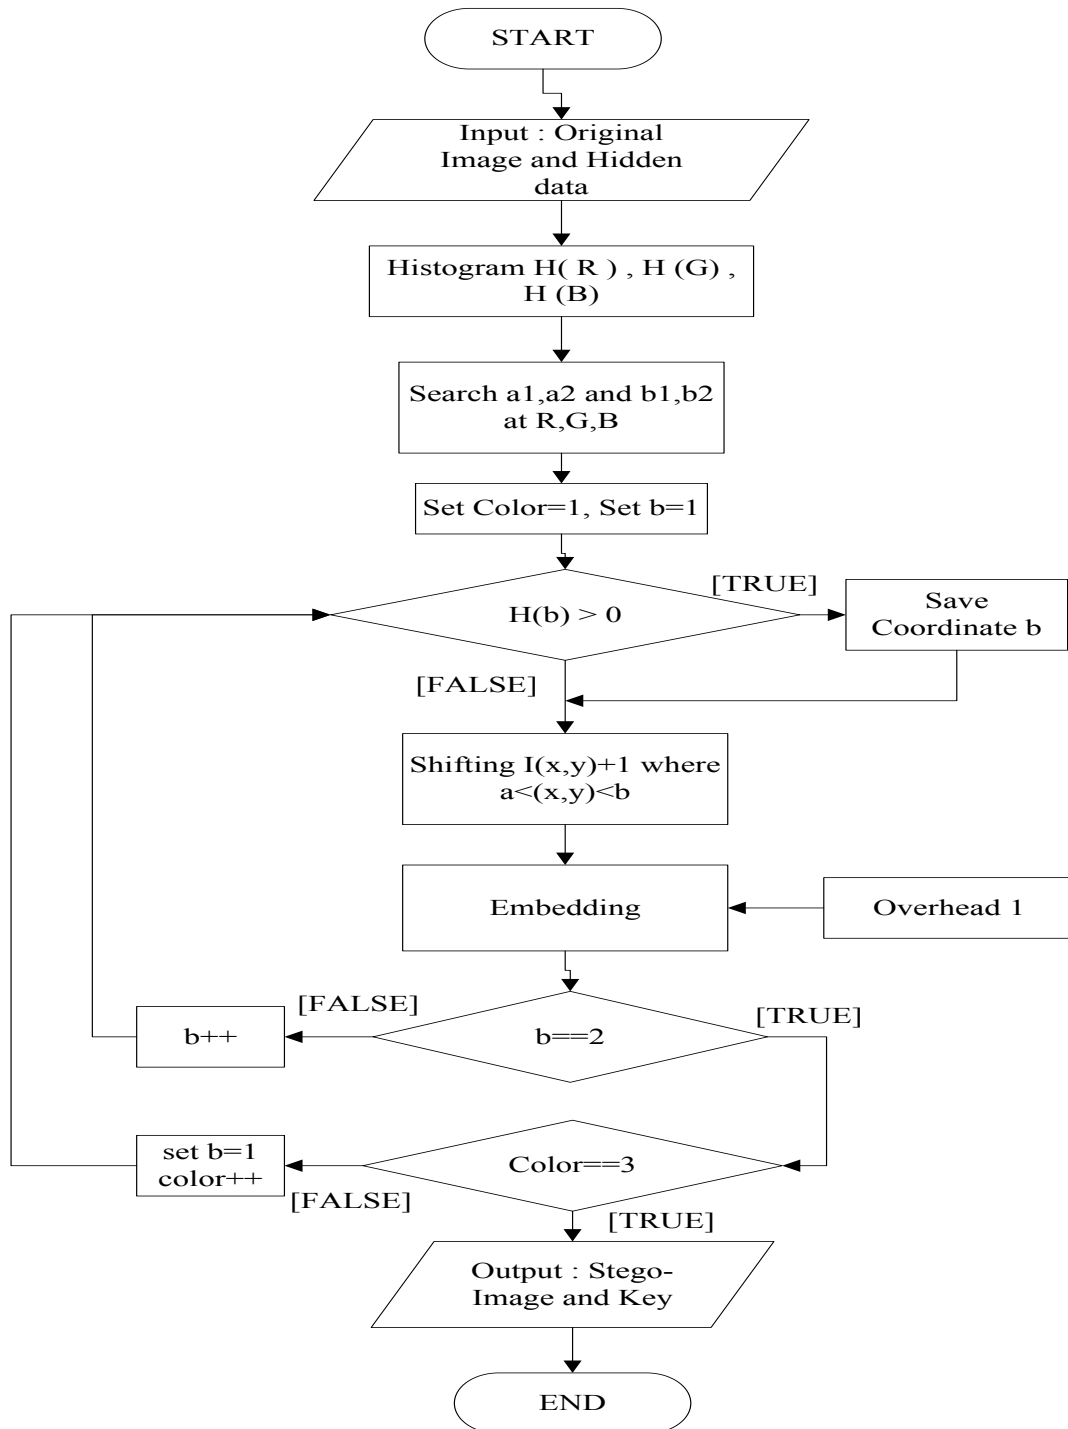 START
Input : Original
Image and Hidden
data
Histogram H( R ) , H (G) ,
H (B)
Search a1,a2 and b1,b2
at R,G,B
Set Color=1, Set b=1
H(b) > 0
[TRUE]
Save
Coordinate b
[FALSE]
Shifting I(x,y)+1 where
a<(x,y)<b
Embedding
Overhead 1
b==2
[FALSE]
[TRUE]
b++
Color==3
set b=1
color++
[FALSE]
[TRUE]
Output : Stego-
Image and Key
END